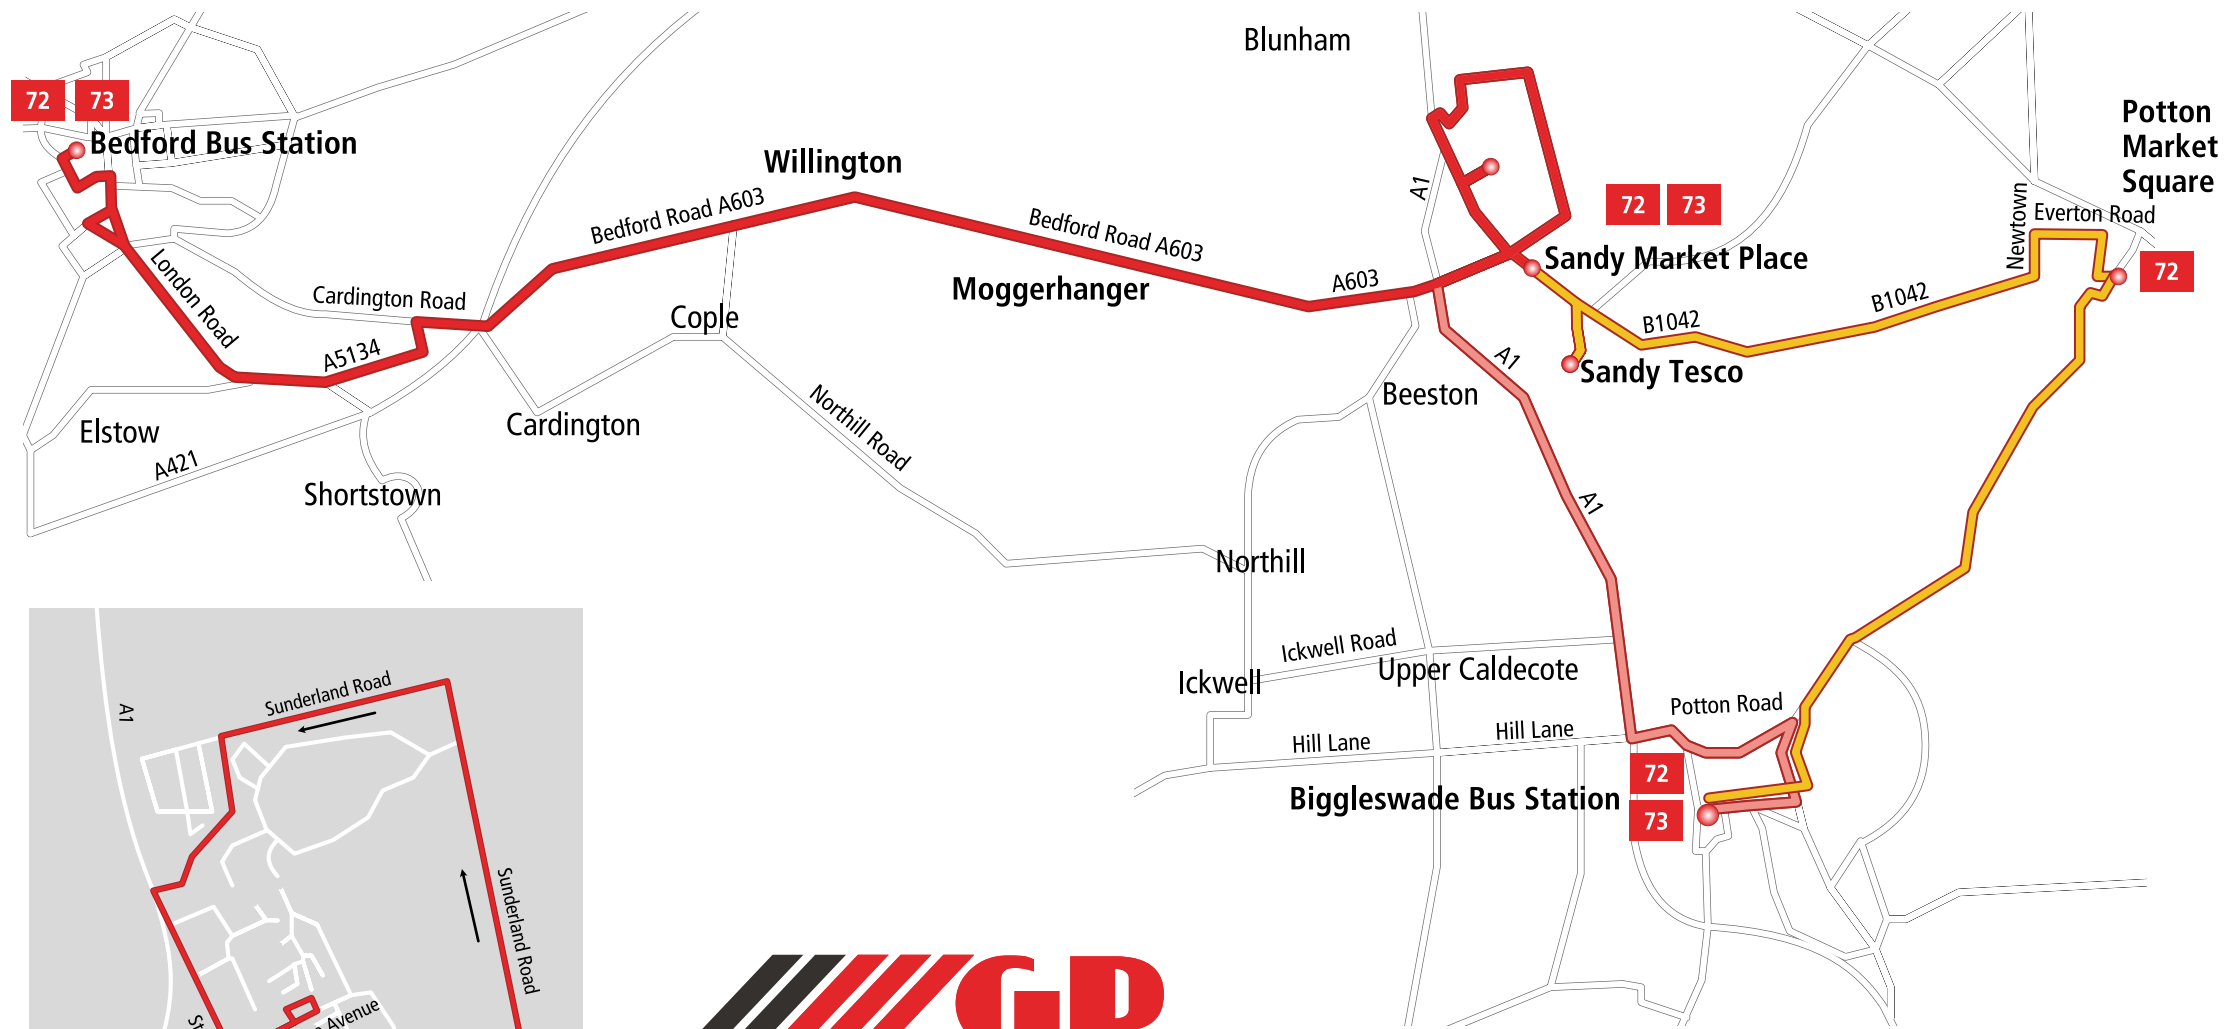 Blunham
72 73
Bedford Bus Station
Willington
Bedford Road A603
Bedford Road A603
Moggerhanger
A603
A1
72 73
Sandy Market Place
Potton
Market
Square
Everton Road
Newtown
72
B1042
B1042
Sandy Tesco
London Road
Cardington Road
A5134
Cople
Cardington
Northill Road
Elstow
A421
Shortstown
A1
Beeston
A1
Northill
Ickwell Road
Ickwell
Upper Caldecote
Hill Lane
Hill Lane
Potton Road
72
Biggleswade Bus Station
73
A1
Sunderland Road
Sunderland Road
Avenue